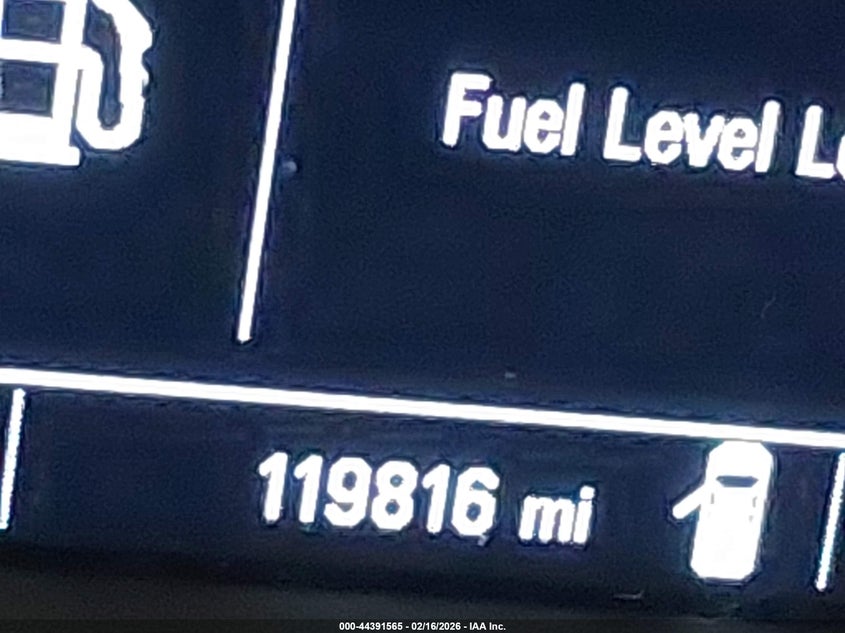 Fuel Level
119816 mi
000-44391565 - 02/16/2026 - IAA Inc.